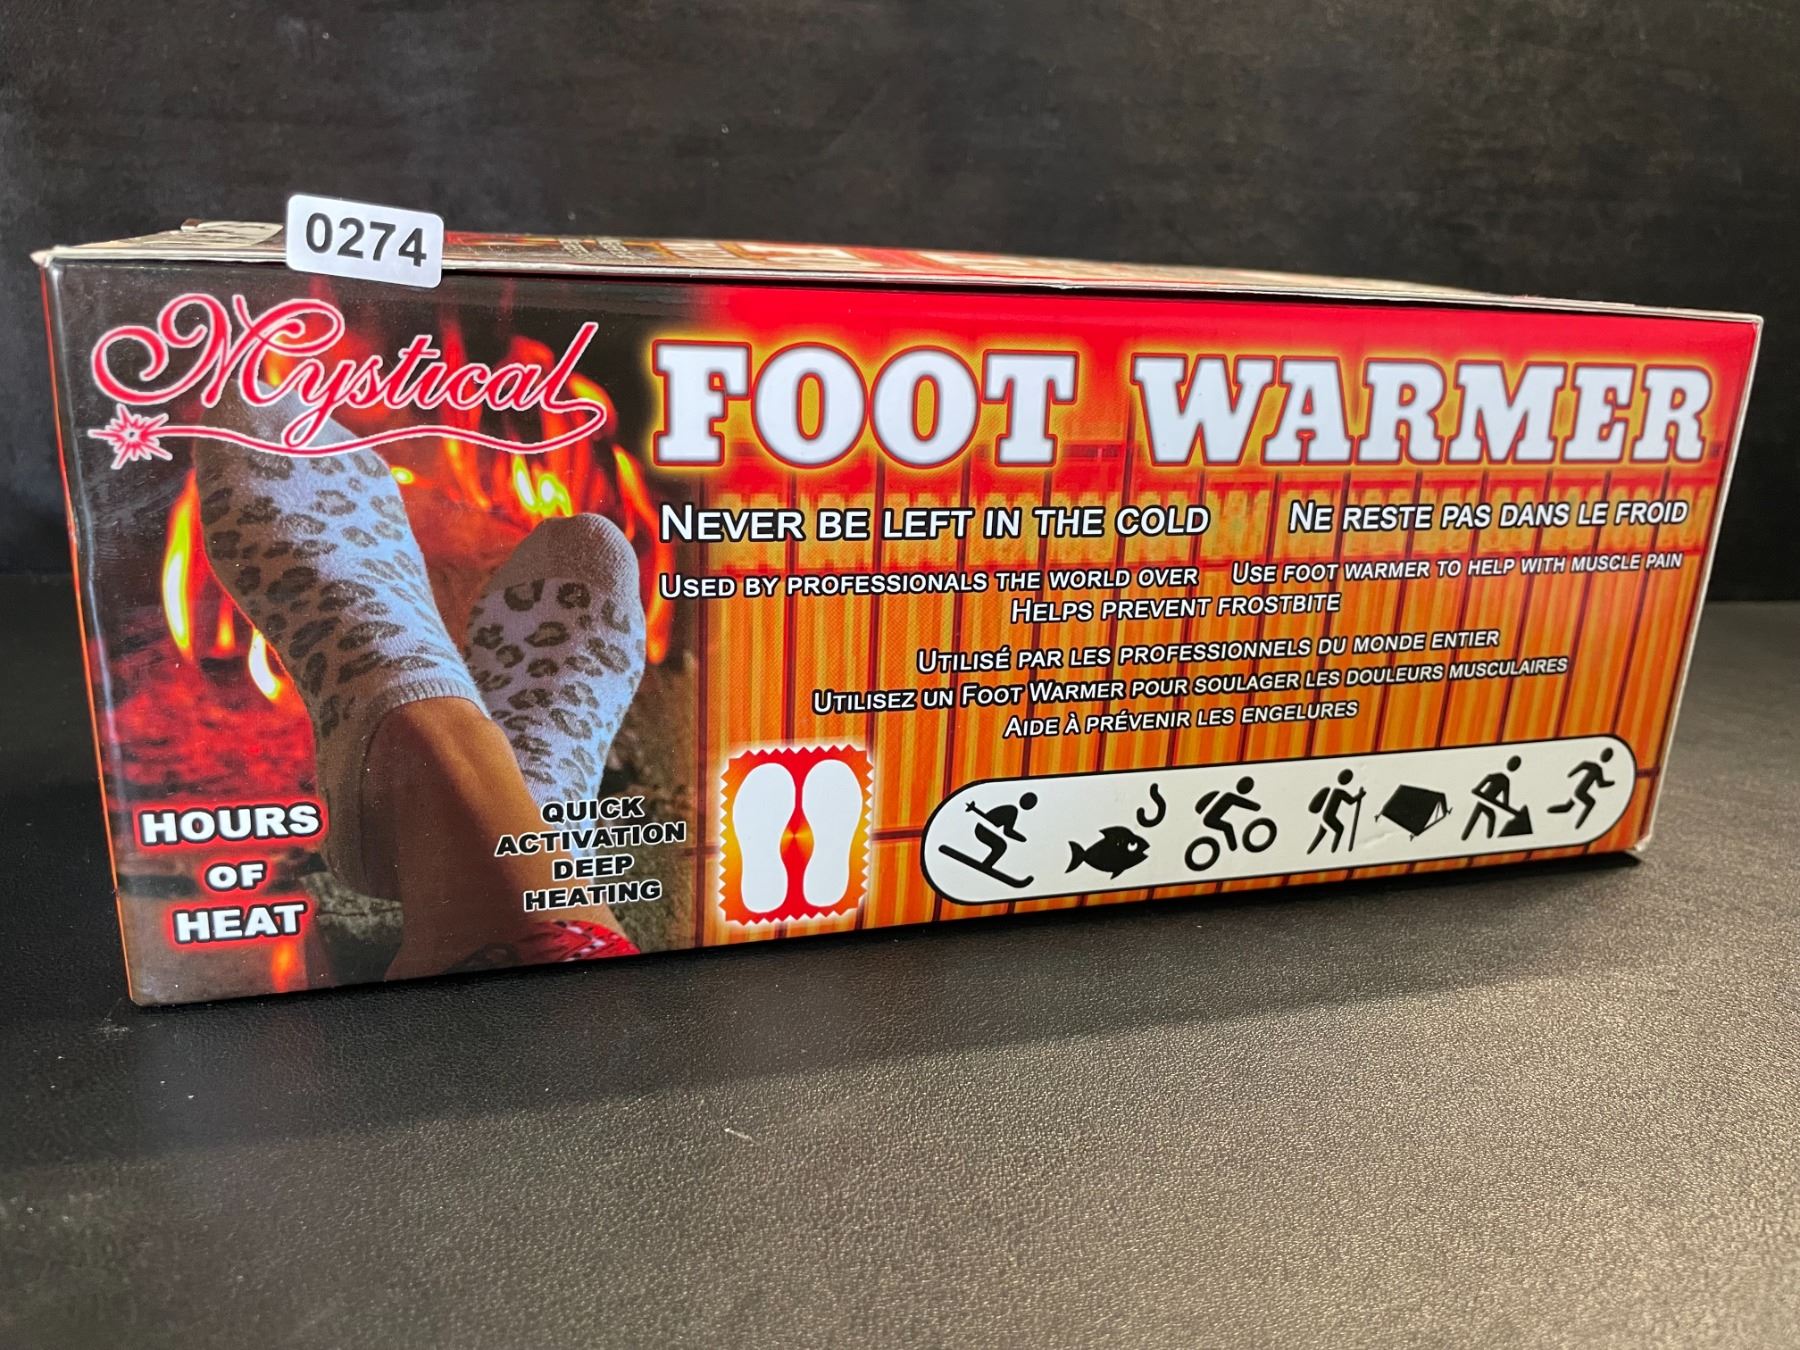 0274
Mystical
FOOT WARMER
NEVER BE LEFT IN THE COLD
NE RESTE PAS DANS LE FROID
USED BY PROFESSIONALS THE WORLD OVER
USE FOOT WARMER TO HELP WITH MUSCLE PAIN
HELPS PREVENT FROSTBITE
UTILISÉ PAR LES PROFESSIONNELS DU MONDE ENTIER
UTILISEZ UN FOOT WARMER POUR SOULAGER LES DOULEURS MUSCULAIRES
AIDE À PRÉVENIR LES ENGELURES
HOURS
OF
HEAT
QUICK
ACTIVATION
DEEP
HEATING